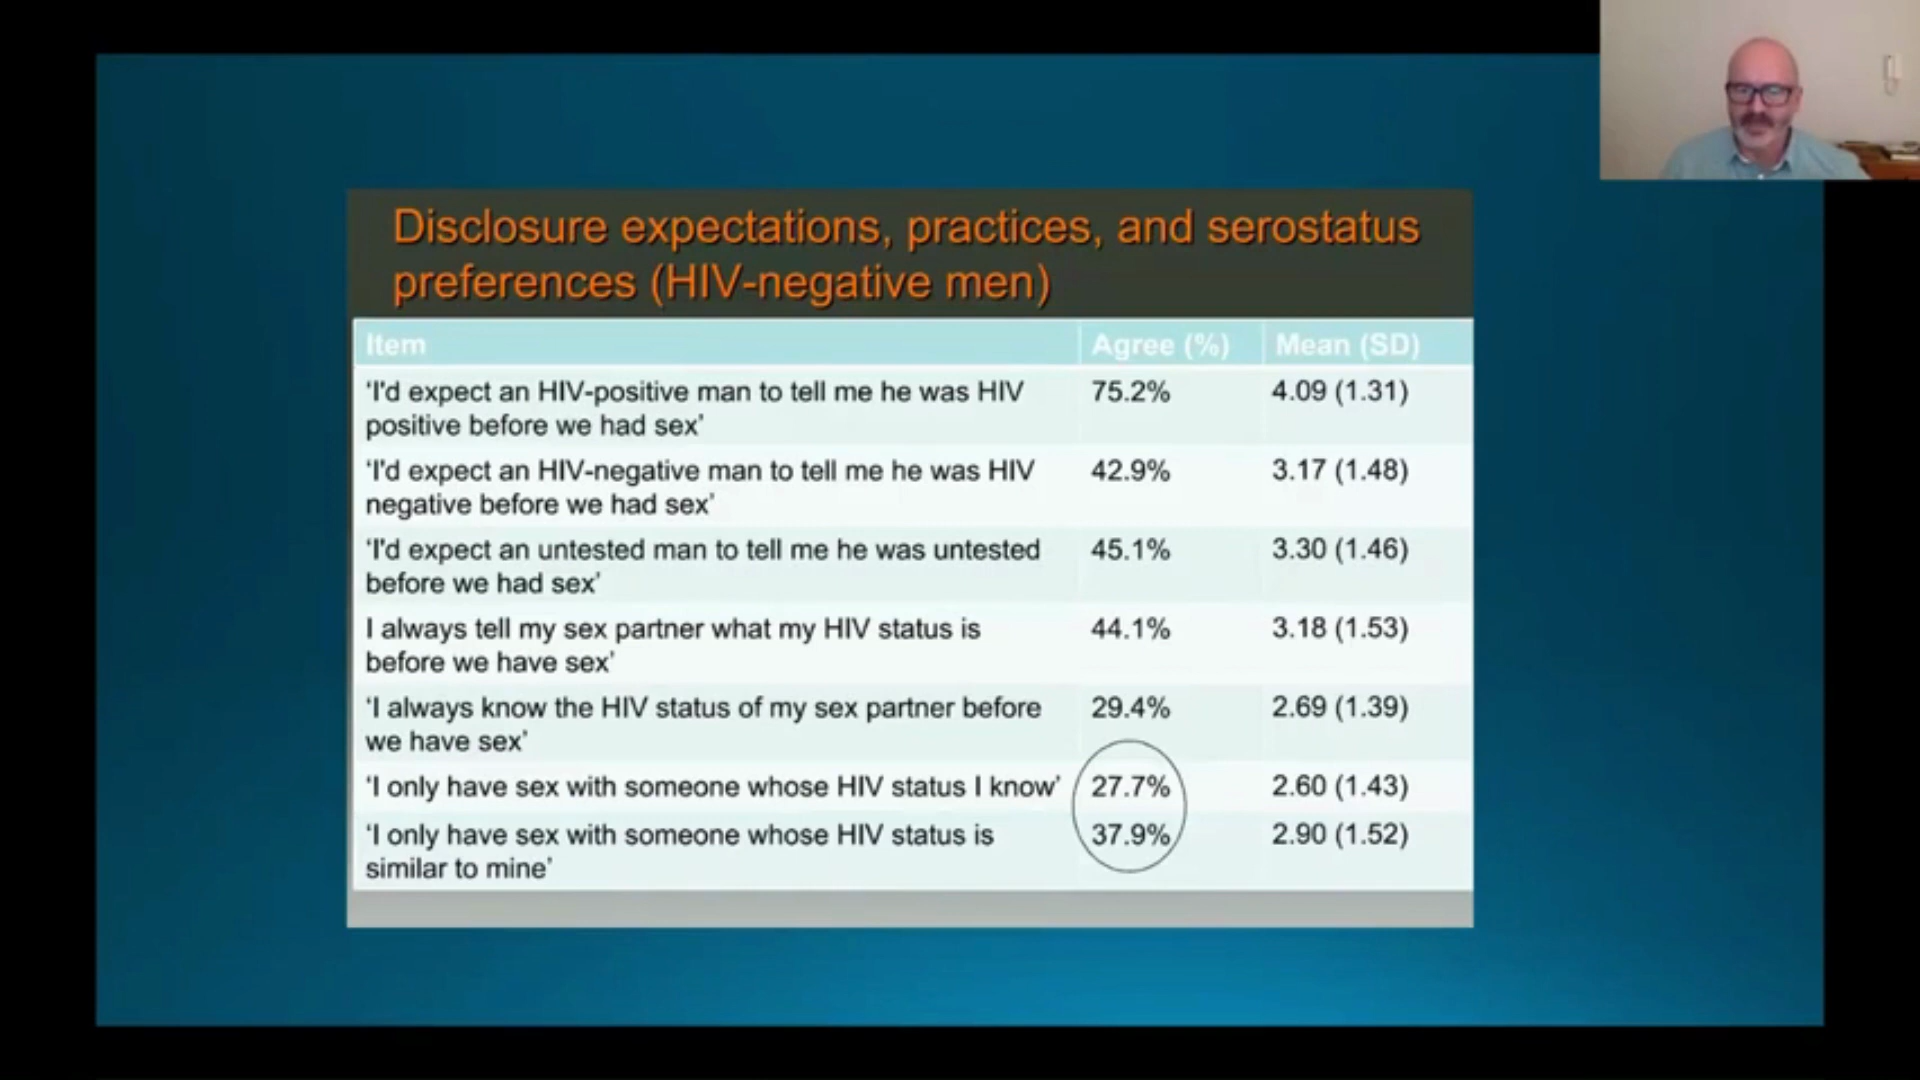 Disclosure expectations, practices, and serostatus
preferences (HIV-negative men)
Item Agree (%) Mean (SD)
‘I'd expect an HIV-positive man to tell me he was HIV 75.2% 4.09 (1.31)
positive before we had sex’
‘I'd expect an HIV-negative man to tell me he was HIV 42.9% 3.17 (1.48)
negative before we had sex’
‘I'd expect an untested man to tell me he was untested 45.1% 3.30 (1.46)
before we had sex’
I always tell my sex partner what my HIV status is 44.1% 3.18 (1.53)
before we have sex’
‘I always know the HIV status of my sex partner before 29.4% 2.69 (1.39)
we have sex’
‘I only have sex with someone whose HIV status I know’ 27.7% 2.60 (1.43)
‘I only have sex with someone whose HIV status is 37.9% 2.90 (1.52)
similar to mine’